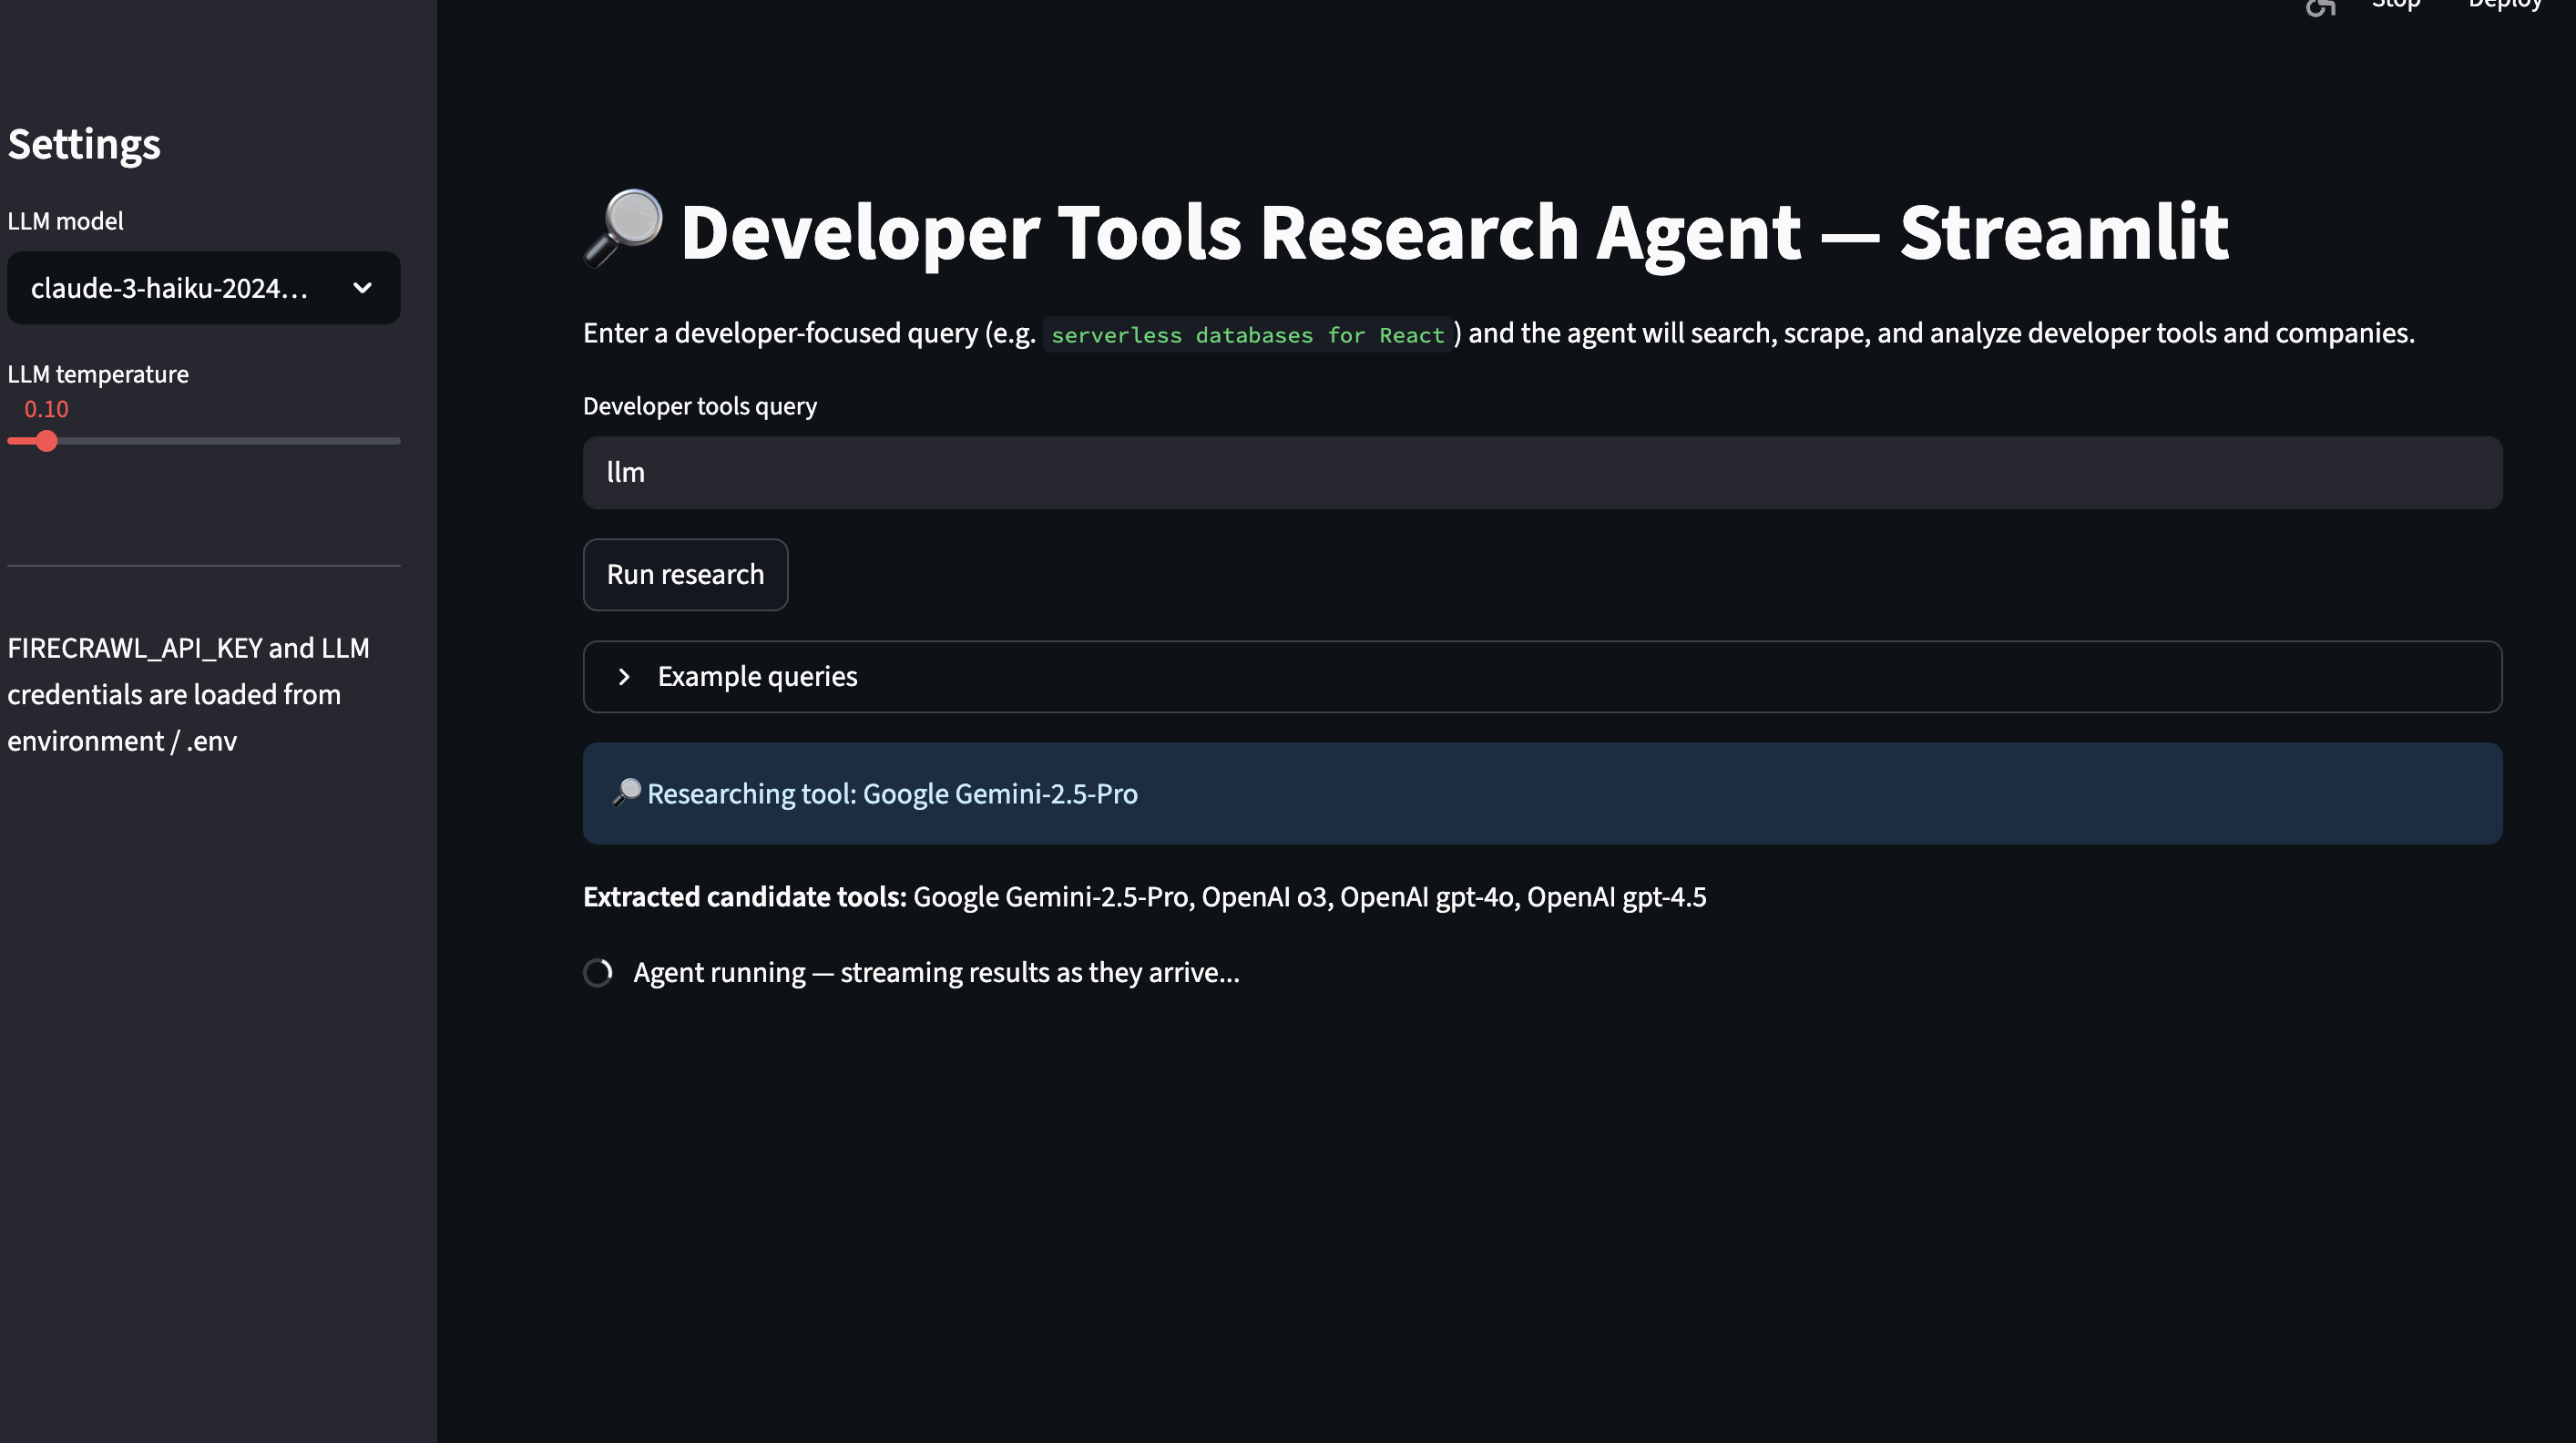 Stop Deploy
Settings
LLM model
claude-3-haiku-2024...
LLM temperature
0.10
FIRECRAWL_API_KEY and LLM
credentials are loaded from
environment / .env
Developer Tools Research Agent — Streamlit
Enter a developer-focused query (e.g. serverless databases for React) and the agent will search, scrape, and analyze developer tools and companies.
Developer tools query
llm
Run research
Example queries
Researching tool: Google Gemini-2.5-Pro
Extracted candidate tools: Google Gemini-2.5-Pro, OpenAI o3, OpenAI gpt-4o, OpenAI gpt-4.5
Agent running — streaming results as they arrive...